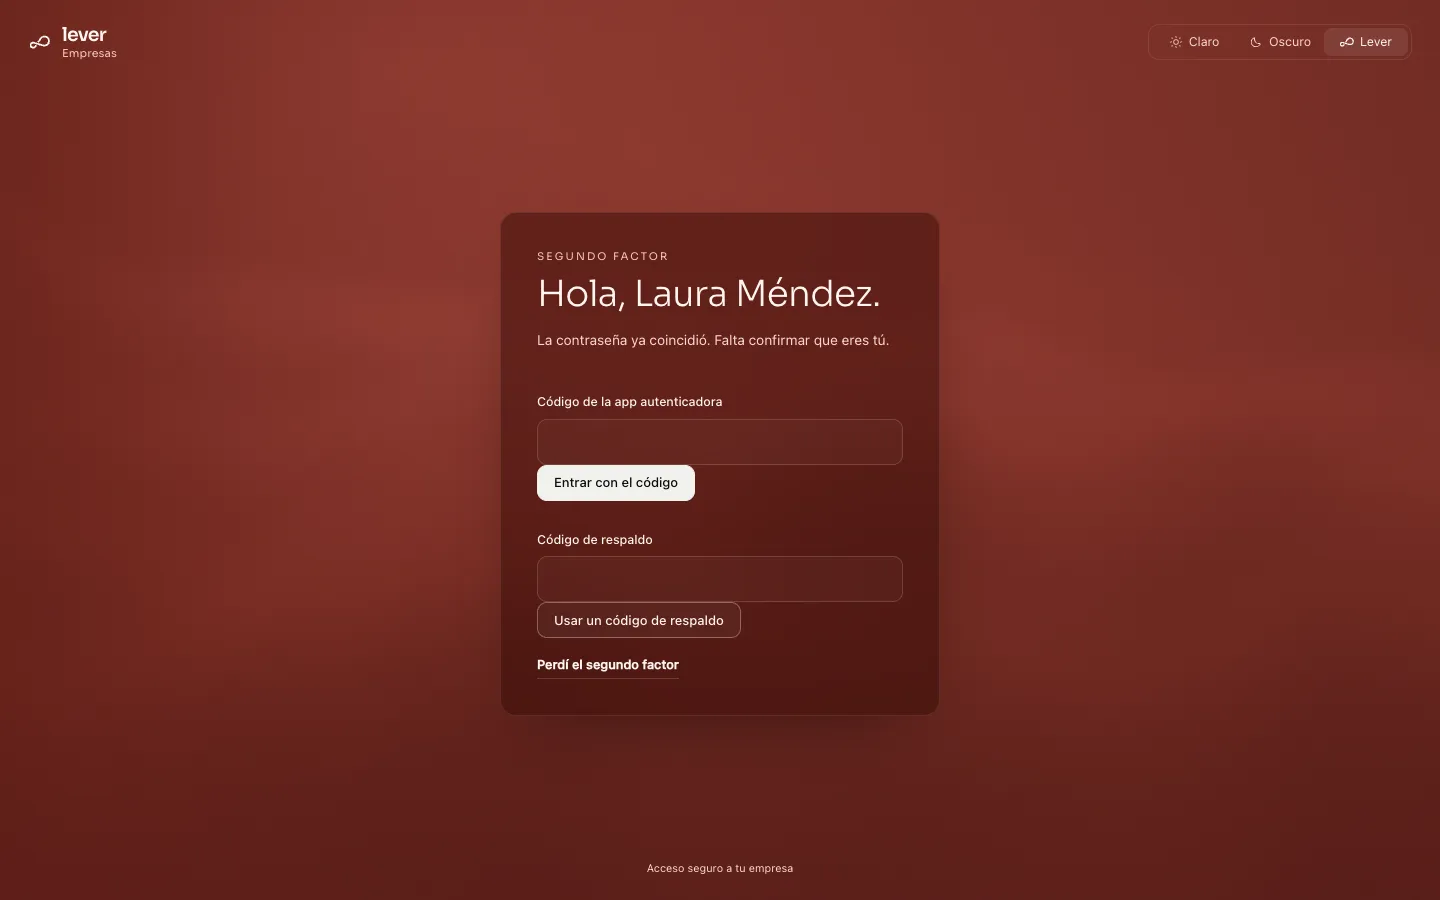 lever
Empresas
Claro
Oscuro
Lever
SEGUNDO FACTOR
Hola, Laura Méndez.
La contraseña ya coincidió. Falta confirmar que eres tú.
Código de la app autenticadora
Entrar con el código
Código de respaldo
Usar un código de respaldo
Perdí el segundo factor
Acceso seguro a tu empresa